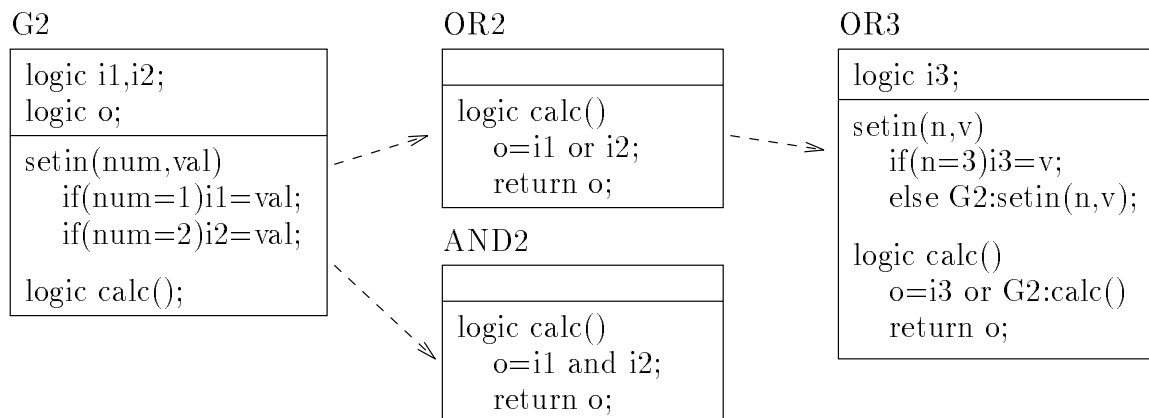 G2
logic i1,i2;
logic o;
setin(num,val)
if(num=1)i1=val;
if(num=2)i2=val;
logic calc();
OR2
logic calc()
o=i1 or i2;
return o;
AND2
logic calc()
o=i1 and i2;
return o;
OR3
logic i3;
setin(n,v)
if(n=3)i3=v;
else G2:setin(n,v);
logic calc()
o=i3 or G2:calc()
return o;